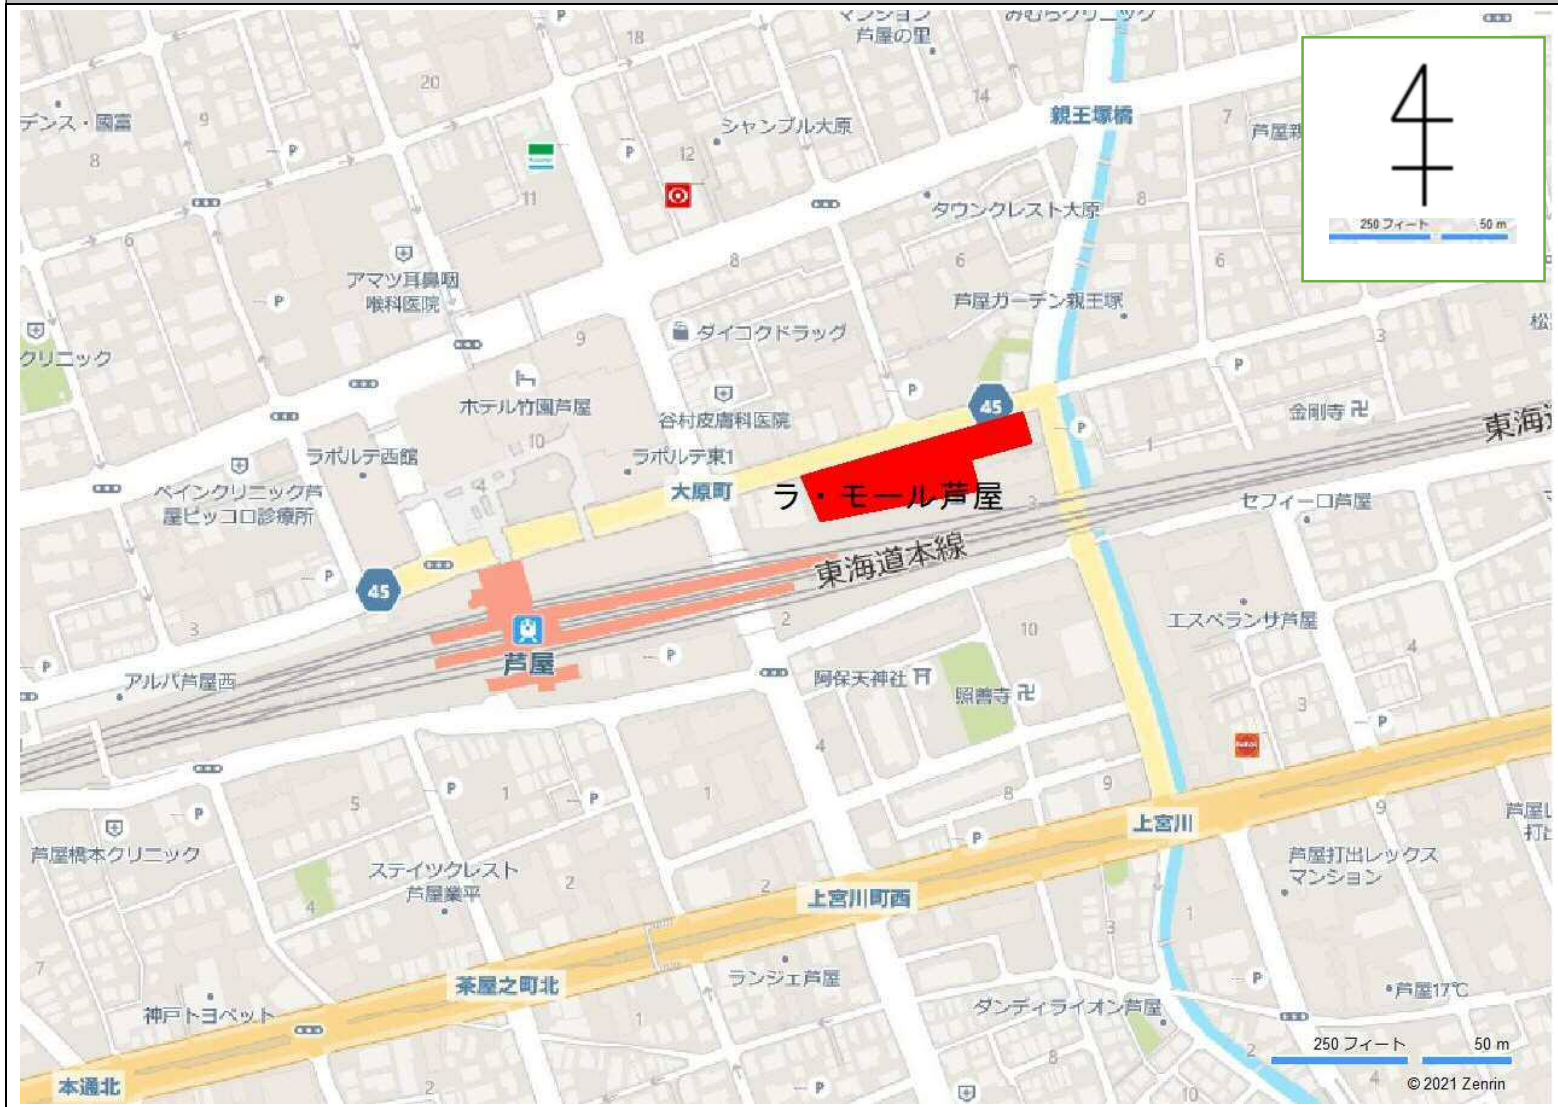 マンション
芦屋の里
みむらクリニック
P
18
20
14
親王塚橋
7
デンス・國富
9
8
P
シャンブル大原
P
12
11
芦屋親
250 フィート
50 m
タウンクレスト大原
8
6
アマツ耳鼻咽
喉科医院
8
6
6
P
芦屋ガーデン親王塚
ダイコクドラッグ
クリニック
9
3
松
P
P
ホテル竹園芦屋
谷村皮膚科医院
45
金剛寺
東海道
P
10
1
ラポルテ西館
ラポルテ東1
4
大原町
ラ・モール芦屋
3
セフィーロ芦屋
ペインクリニック芦
屋ピッコロ診療所
東海道本線
P
45
エスペランサ芦屋
3
2
10
芦屋
P
P
4
アルパ芦屋西
阿保天神社
照善寺
3
P
4
P
5
1
P
1
8
9
9
上宮川
P
芦屋橋本クリニック
芦屋打出レックス
マンション
ステイツクレスト
芦屋業平
2
2
上宮川町西
4
1
3
7
茶屋之町北
ランジェ芦屋
P
芦屋17℃
神戸トヨペット
1
ダンディライオン芦屋
2
250 フィート
50 m
8
本通北
2
P
10
4
© 2021 Zenrin